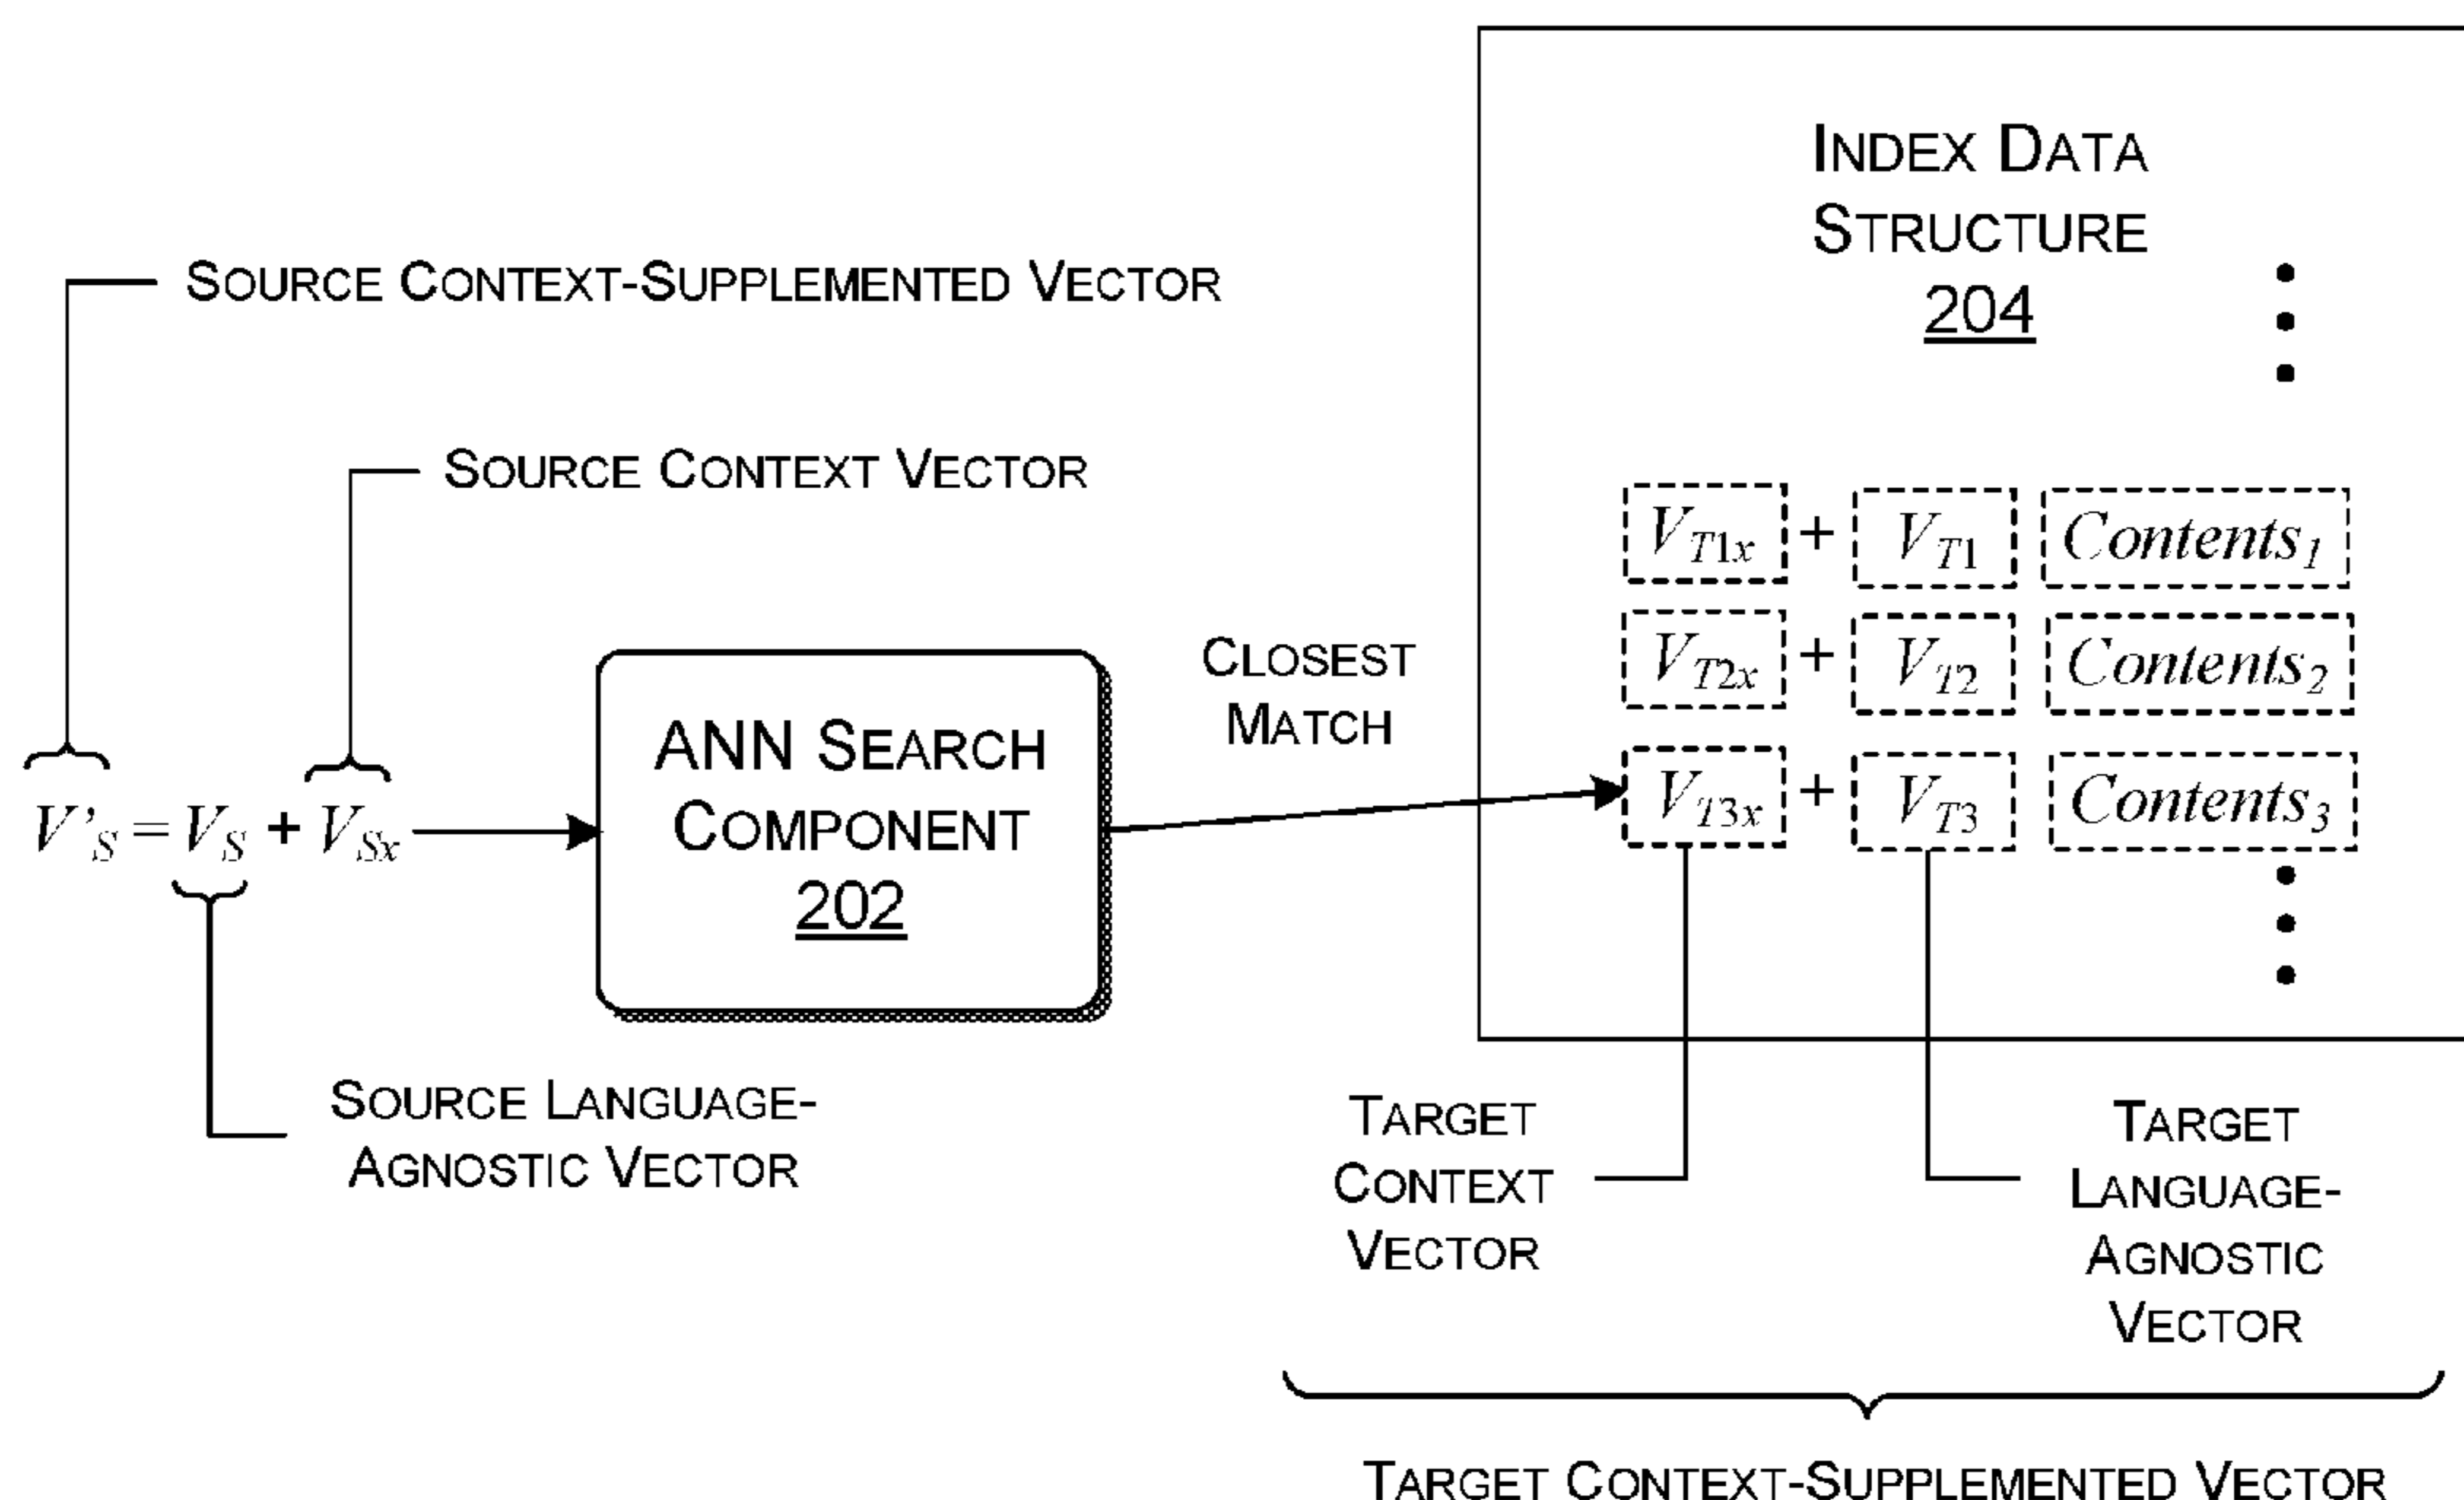 INDEX DATA
STRUCTURE
204
SOURCE CONTEXT-SUPPLEMENTED VECTOR
SOURCE CONTEXT VECTOR
V_T1x + V_T1 Contents_1
V_T2x + V_T2 Contents_2
V_T3x + V_T3 Contents_3
CLOSEST
MATCH
V'_S = V_S + V_Sx
ANN SEARCH
COMPONENT
202
SOURCE LANGUAGE-
AGNOSTIC VECTOR
TARGET
CONTEXT
VECTOR
TARGET
LANGUAGE-
AGNOSTIC
VECTOR
TARGET CONTEXT-SUPPLEMENTED VECTOR